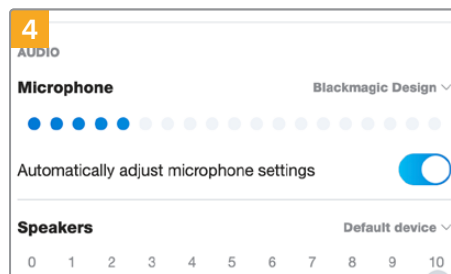 4
AUDIO
Microphone Blackmagic Design
Automatically adjust microphone settings
Speakers Default device
0 1 2 3 4 5 6 7 8 9 10